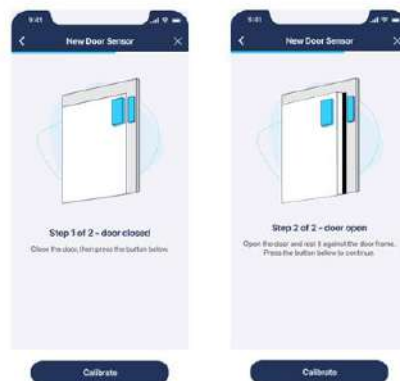 9:41
New Door Sensor
Step 1 of 2 - door closed
Close the door, then press the button below.
Calibrate
9:41
New Door Sensor
Step 2 of 2 - door open
Open the door and rest it against the door frame.
Press the button below to continue.
Calibrate